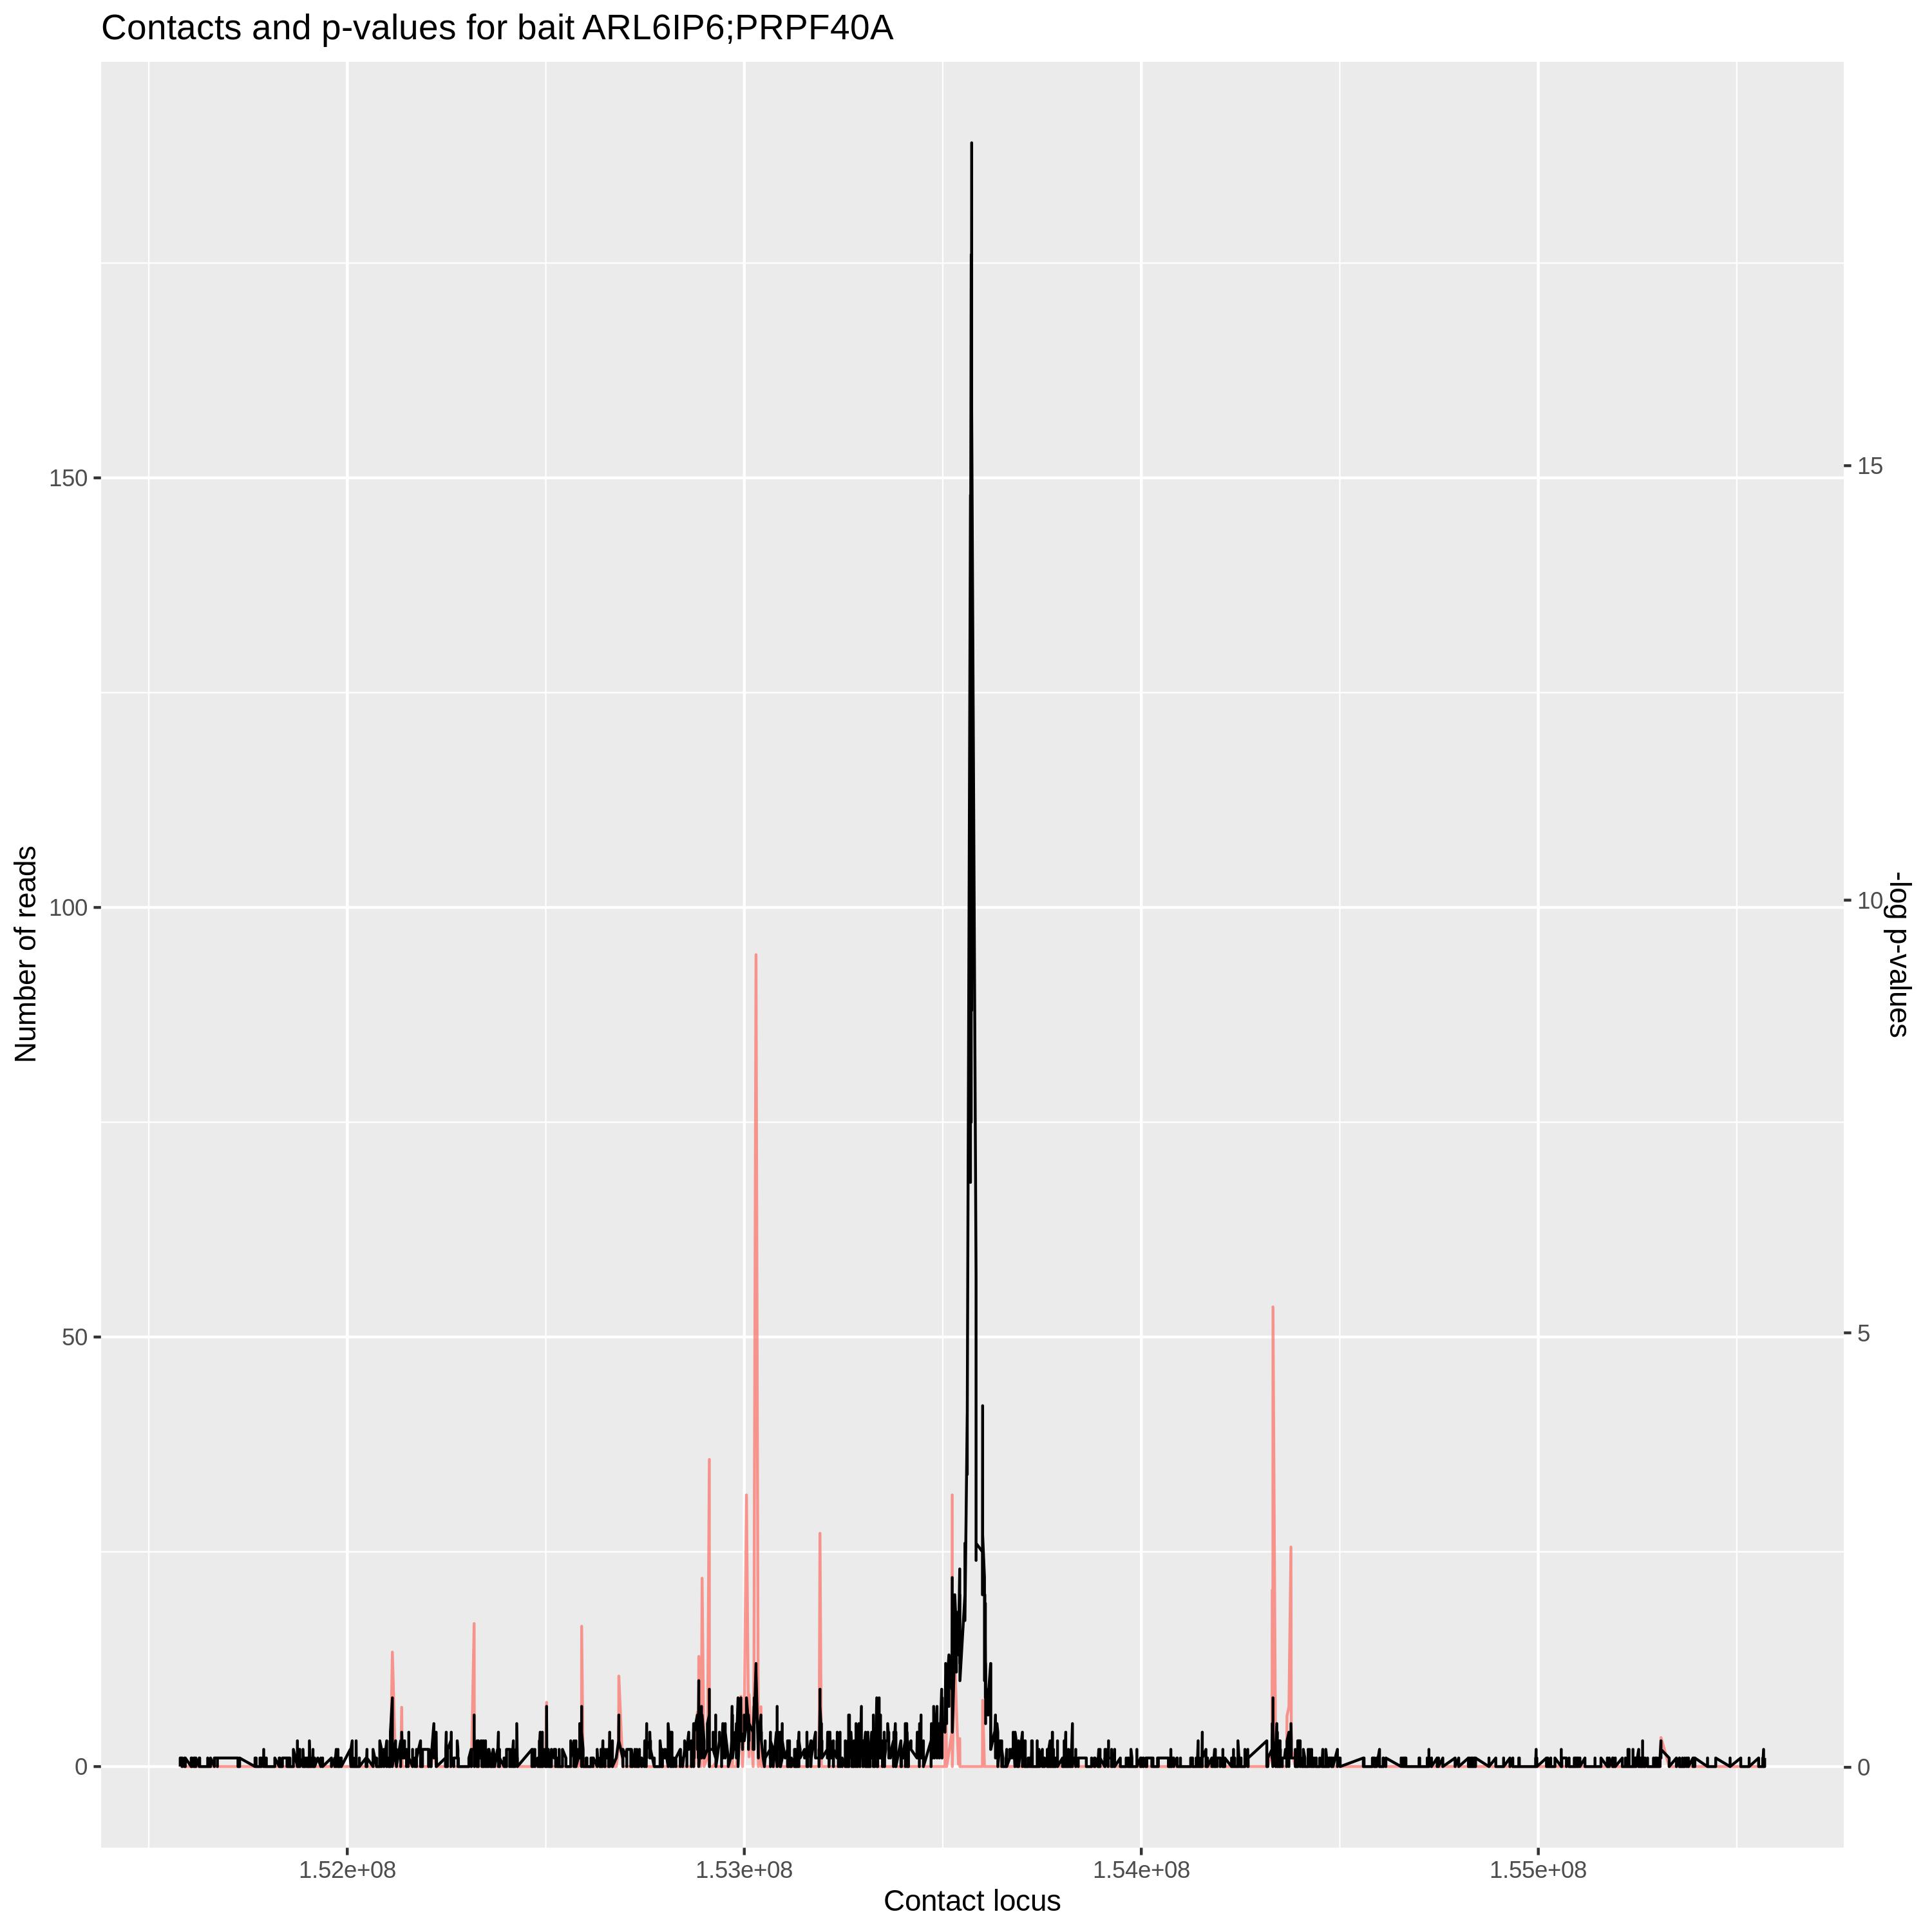 Contacts and p-values for bait ARL6IP6;PRPF40A
150
100
50
0
Number of reads
15
10
5
0
-log p-values
1.52e+08
1.53e+08
1.54e+08
1.55e+08
Contact locus